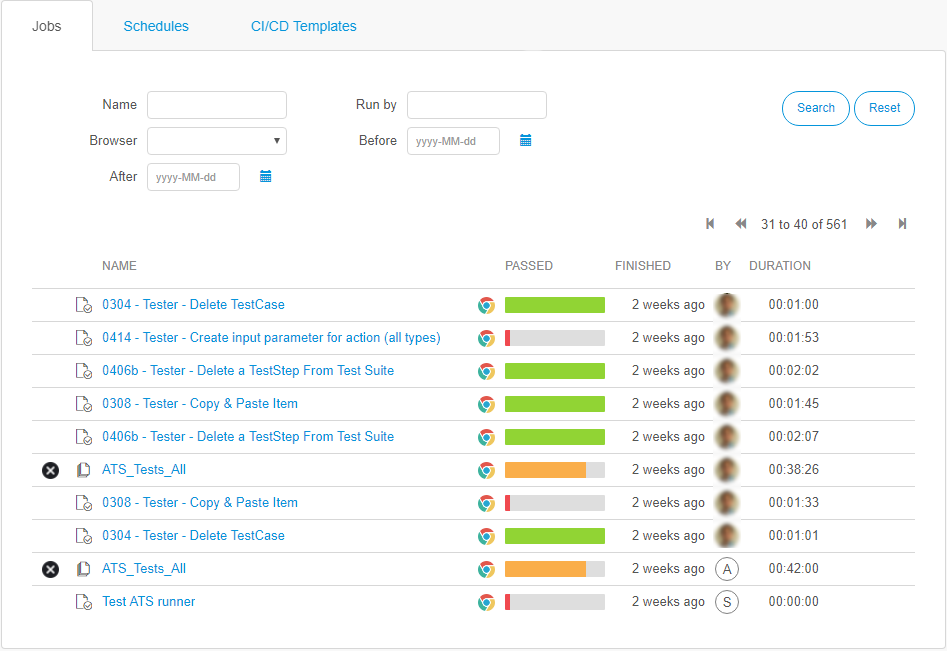 Jobs Schedules CI/CD Templates
Name Run by Search Reset
Browser Before yyyy-MM-dd
After yyyy-MM-dd
31 to 40 of 561
NAME PASSED FINISHED BY DURATION
0304 - Tester - Delete TestCase 2 weeks ago 00:01:00
0414 - Tester - Create input parameter for action (all types) 2 weeks ago 00:01:53
0406b - Tester - Delete a TestStep From Test Suite 2 weeks ago 00:02:02
0308 - Tester - Copy & Paste Item 2 weeks ago 00:01:45
0406b - Tester - Delete a TestStep From Test Suite 2 weeks ago 00:02:07
ATS_Tests_All 2 weeks ago 00:38:26
0308 - Tester - Copy & Paste Item 2 weeks ago 00:01:33
0304 - Tester - Delete TestCase 2 weeks ago 00:01:01
ATS_Tests_All 2 weeks ago A 00:42:00
Test ATS runner 2 weeks ago S 00:00:00